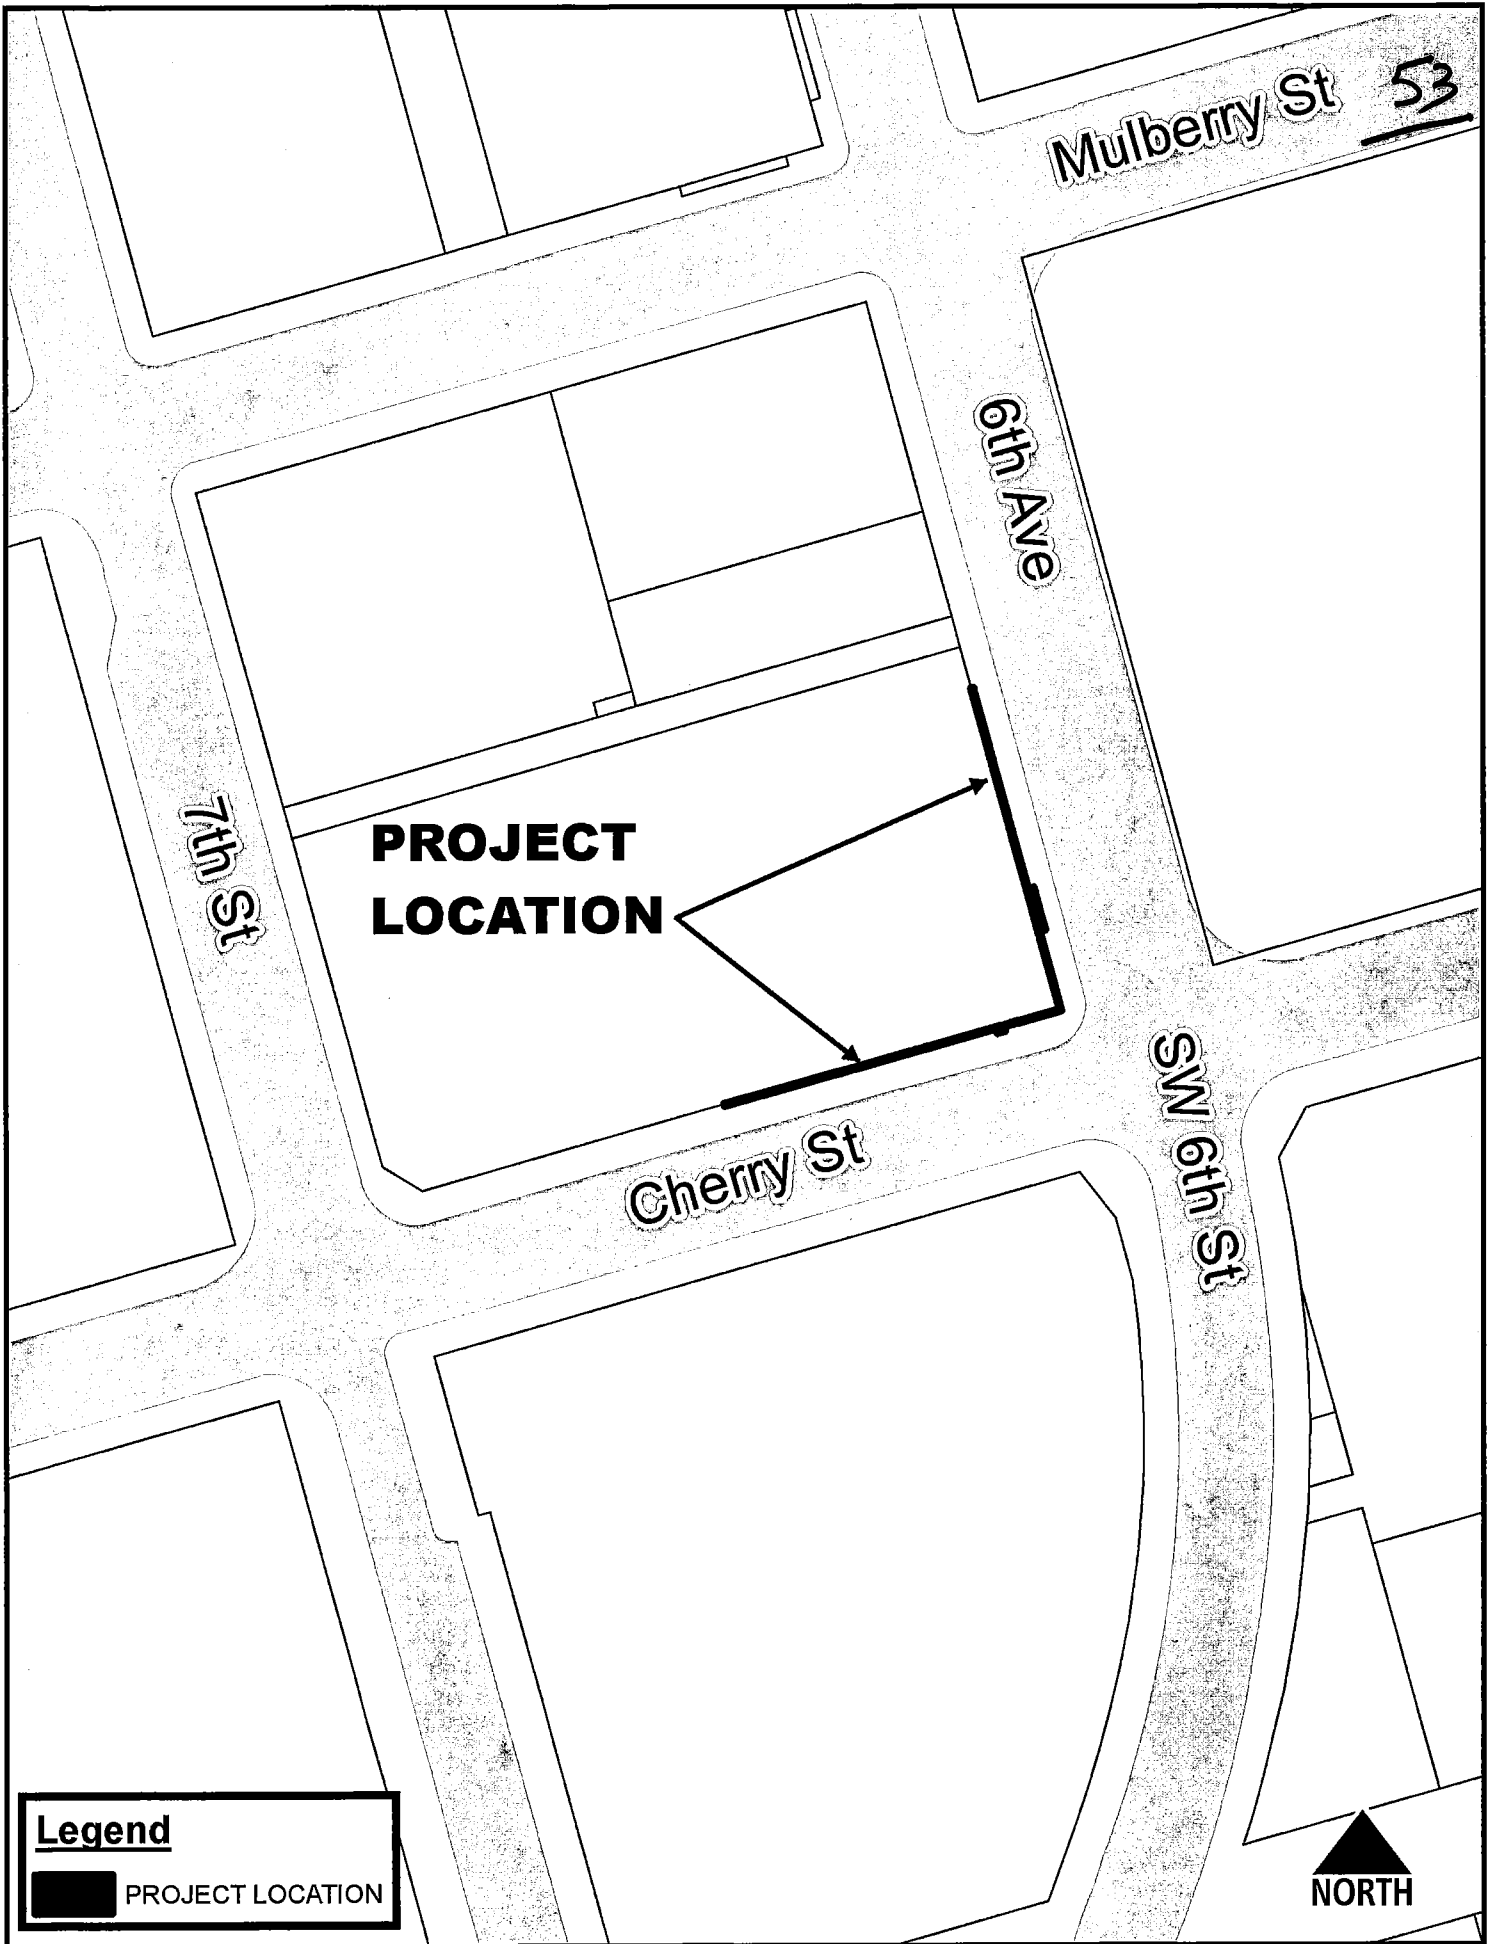 Mulberry St
53
6th Ave
7th St
PROJECT
LOCATION
SW 6th St
Cherry St
Legend
PROJECT LOCATION
NORTH